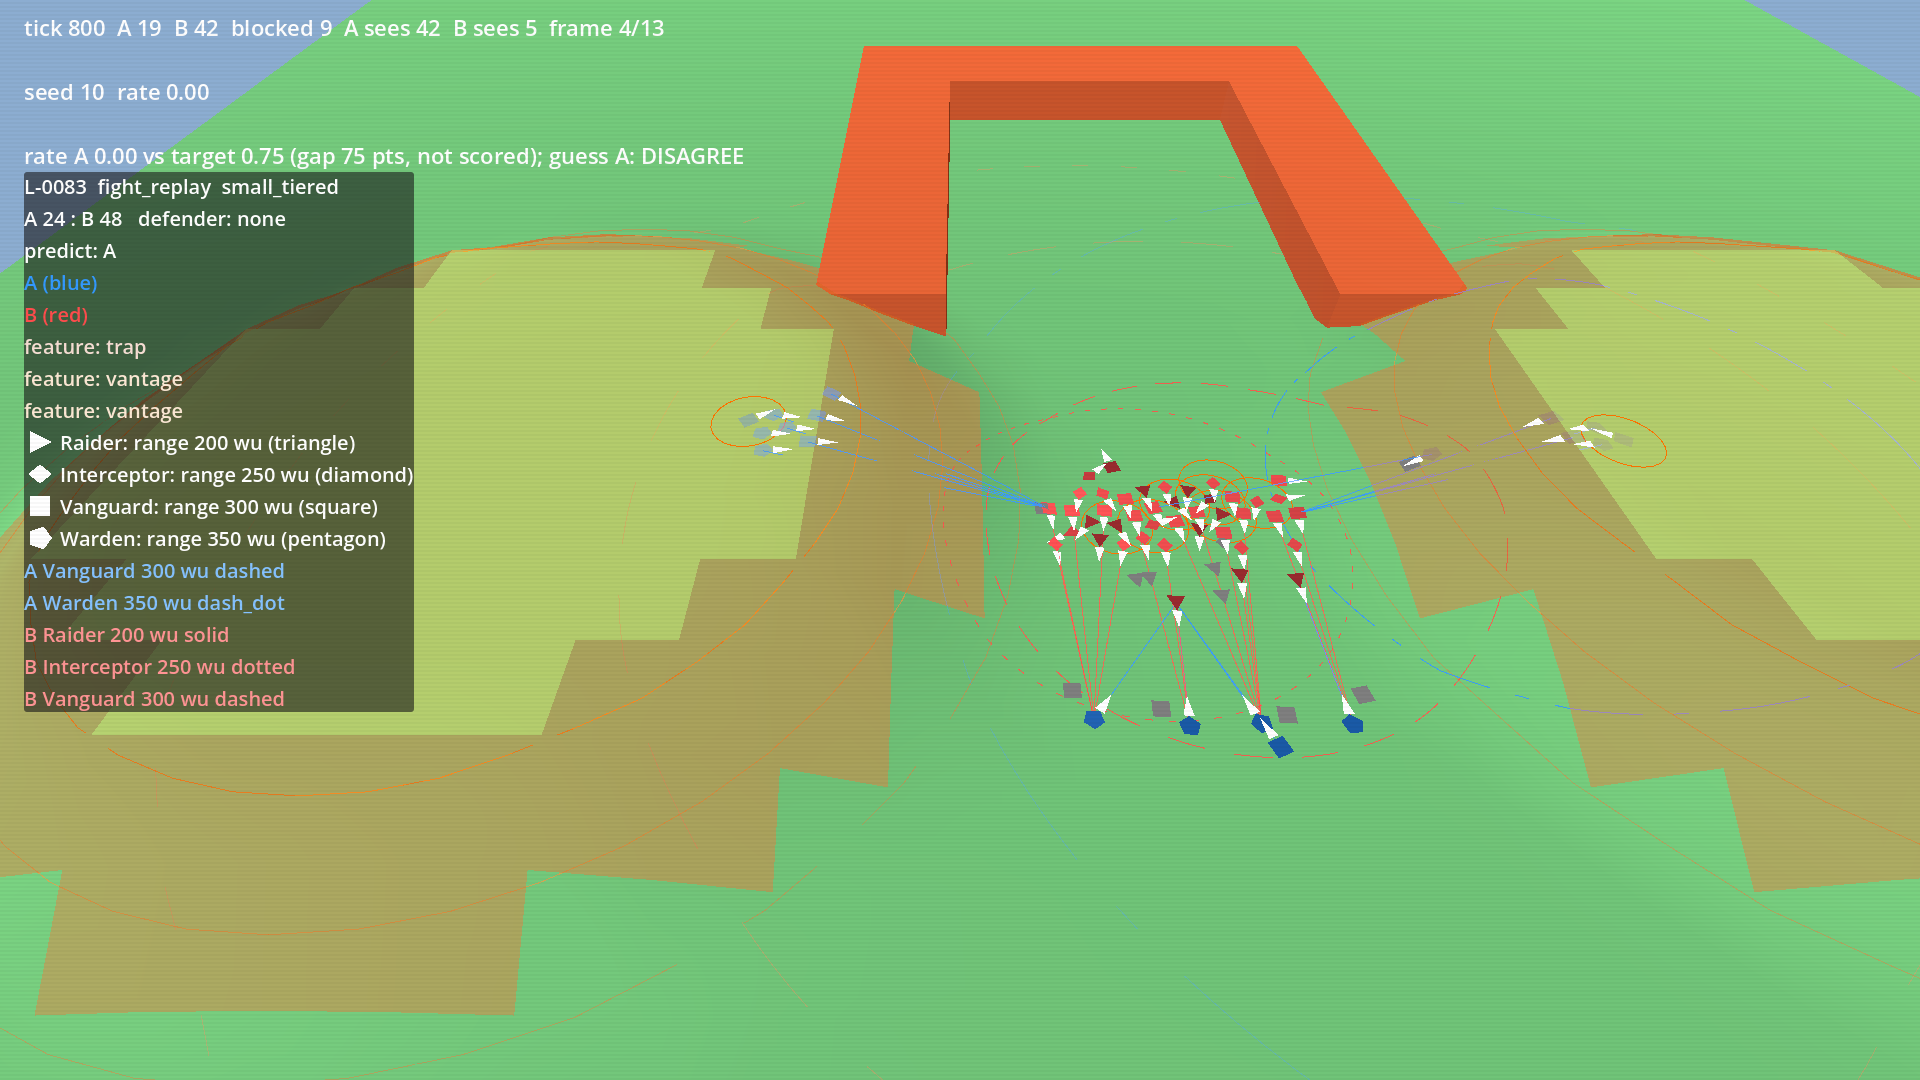 tick 800  A 19  B 42  blocked 9  A sees 42  B sees 5  frame 4/13
seed 10  rate 0.00
rate A 0.00 vs target 0.75 (gap 75 pts, not scored); guess A: DISAGREE
L-0083  fight_replay  small_tiered
A 24 : B 48   defender: none
predict: A
A (blue)
B (red)
feature: trap
feature: vantage
feature: vantage
Raider: range 200 wu (triangle)
Interceptor: range 250 wu (diamond)
Vanguard: range 300 wu (square)
Warden: range 350 wu (pentagon)
A Vanguard 300 wu dashed
A Warden 350 wu dash_dot
B Raider 200 wu solid
B Interceptor 250 wu dotted
B Vanguard 300 wu dashed